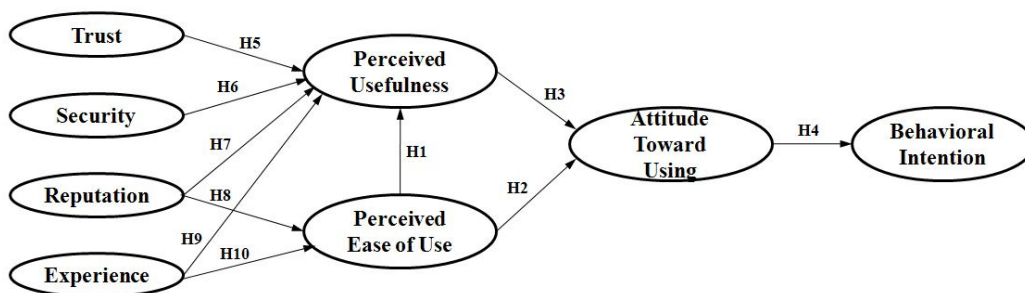 Trust
H5
Perceived
Usefulness
Security
H6
H3
Attitude
Toward
Using
H4
Behavioral
Intention
H7
H1
Reputation
H8
H2
Perceived
Ease of Use
H9
H10
Experience